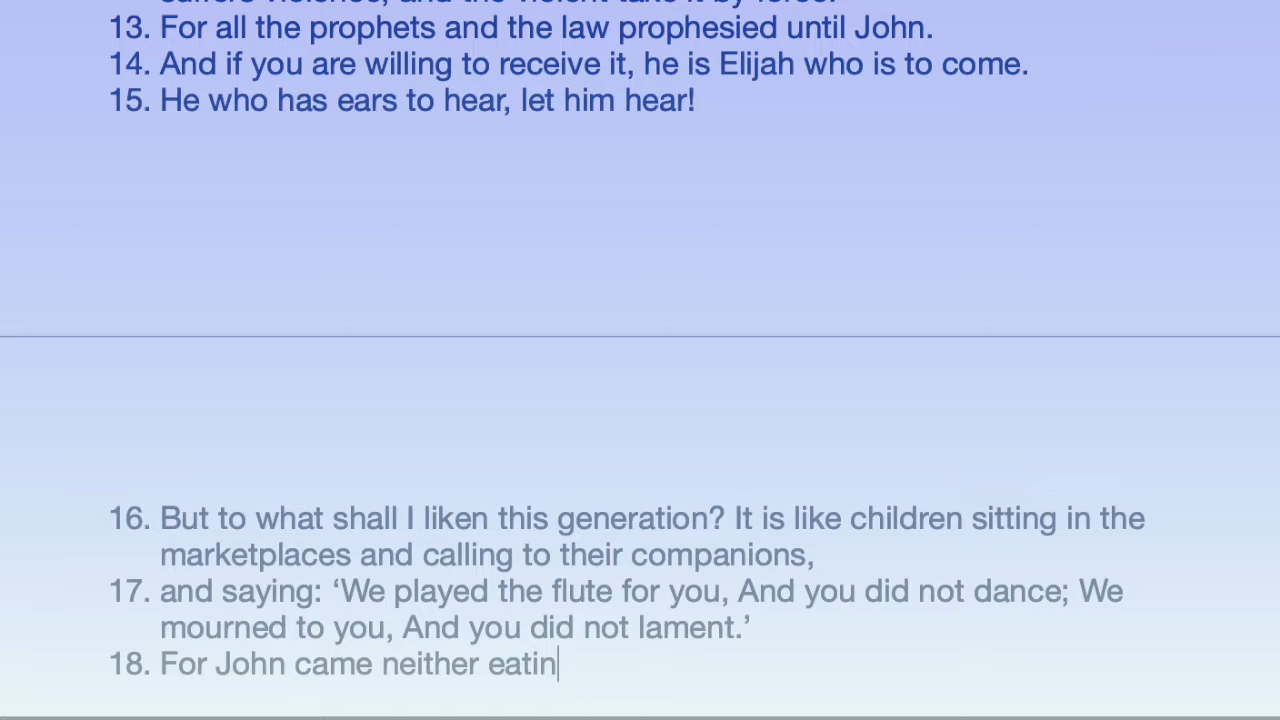 13. For all the prophets and the law prophesied until John.
14. And if you are willing to receive it, he is Elijah who is to come.
15. He who has ears to hear, let him hear!
16. But to what shall I liken this generation? It is like children sitting in the
marketplaces and calling to their companions,
17. and saying: ‘We played the flute for you, And you did not dance; We
mourned to you, And you did not lament.’
18. For John came neither eatin